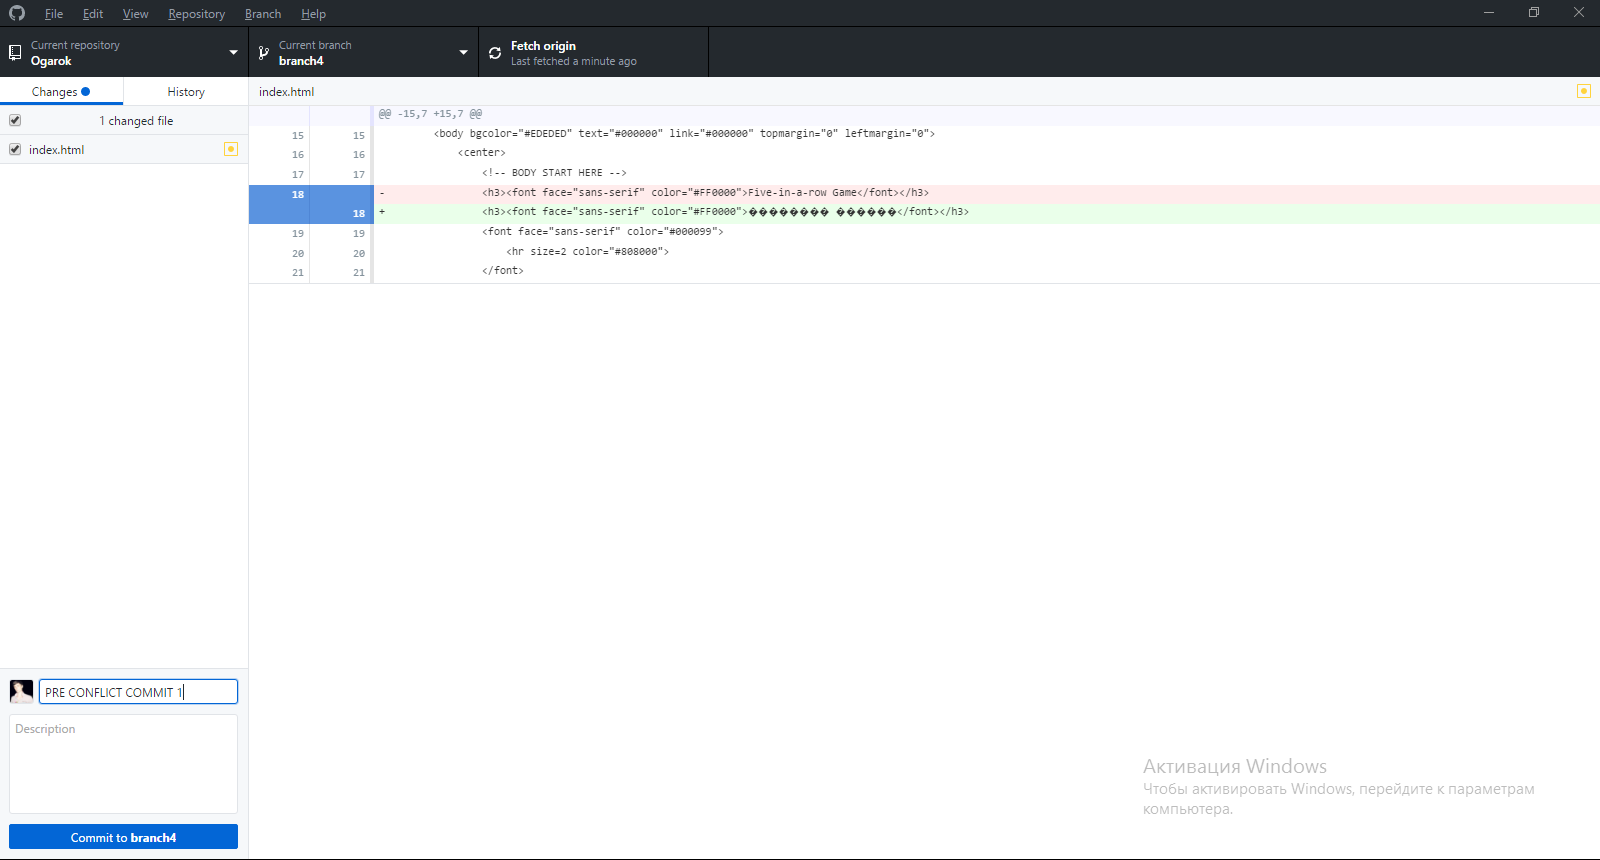 File Edit View Repository Branch Help
Current repository
Ogarok
Current branch
branch4
Fetch origin
Last fetched a minute ago
Changes History
1 changed file
index.html
index.html
@@ -15,7 +15,7 @@
15 15 <body bgcolor="#EDEDED" text="#000000" link="#000000" topmargin="0" leftmargin="0">
16 16 <center>
17 17 <!-- BODY START HERE -->
18 - <h3><font face="sans-serif" color="#FF0000">Five-in-a-row Game</font></h3>
18 + <h3><font face="sans-serif" color="#FF0000">�������� ������</font></h3>
19 19 <font face="sans-serif" color="#000099">
20 20 <hr size=2 color="#808000">
21 21 </font>
PRE CONFLICT COMMIT 1
Description
Commit to branch4
Активация Windows
Чтобы активировать Windows, перейдите к параметрам
компьютера.